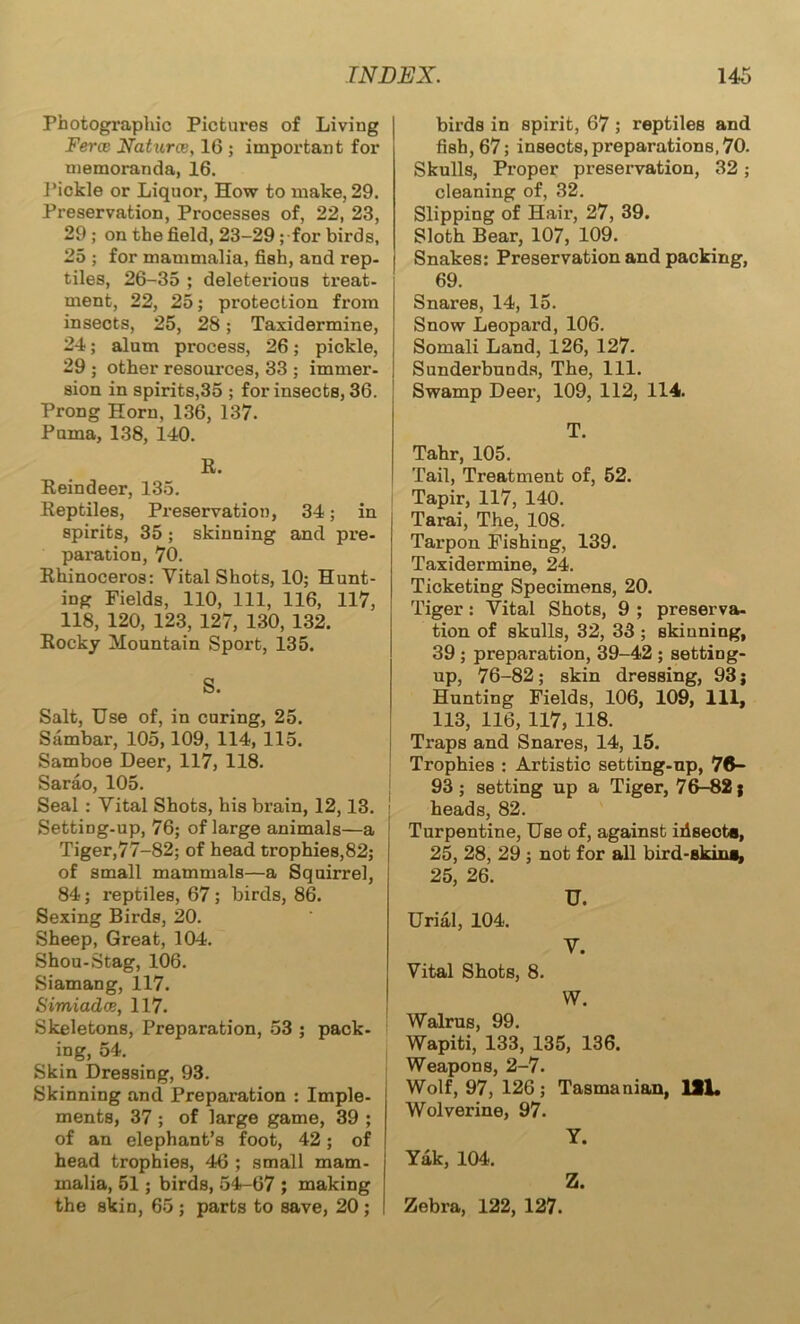 INDEX. 145
Photographic Pictures of Living
Feræ Naturæ, 16 ; important for
memoranda, 16.
Pickle or Liquor, How to make, 29.
Preservation, Processes of, 22, 23,
29 ; on the field, 23–29 ; for birds,
25 ; for mammalia, fish, and rep-
tiles, 26–35 ; deleterious treat-
ment, 22, 25 ; protection from
insects, 25, 28 ; Taxidermine,
24 ; alum process, 26 ; pickle,
29 ; other resources, 33 ; immer-
sion in spirits,35 ; for insects, 36.
Prong Horn, 136, 137.
Puma, 138, 140.
R.
Reindeer, 135.
Reptiles, Preservation, 34 ; in
spirits, 35 ; skinning and pre-
paration, 70.
Rhinoceros: Vital Shots, 10; Hunt-
ing Fields, 110, 111, 116, 117,
118, 120, 123, 127, 130, 132.
Rocky Mountain Sport, 135.
S.
Salt, Use of, in curing, 25.
Sámbar, 105, 109, 114, 115.
Samboe Deer, 117, 118.
Saráo, 105.
Seal : Vital Shots, his brain, 12, 13.
Setting-up, 76; of large animals—a
Tiger,77–82; of head trophies,82;
of small mammals—a Squirrel,
84 ; reptiles, 67 ; birds, 86.
Sexing Birds, 20.
Sheep, Great, 104.
Shou-Stag, 106.
Siamang, 117.
Simiadæ, 117.
Skeletons, Preparation, 53 ; pack-
ing, 54.
Skin Dressing, 93.
Skinning and Preparation : Imple-
ments, 37 ; of large game, 39 ;
of an elephant's foot, 42 ; of
head trophies, 46 ; small mam-
malia, 51 ; birds, 54–67 ; making
the skin, 65 ; parts to save, 20 ;
birds in spirit, 67 ; reptiles and
fish, 67 ; insects, preparations, 70.
Skulls, Proper preservation, 32 ;
cleaning of, 32.
Slipping of Hair, 27, 39.
Sloth Bear, 107, 109.
Snakes: Preservation and packing,
69.
Snares, 14, 15.
Snow Leopard, 106.
Somali Land, 126, 127.
Sunderbunds, The, 111.
Swamp Deer, 109, 112, 114.
T.
Tahr, 105.
Tail, Treatment of, 52.
Tapir, 117, 140.
Tarai, The, 108.
Tarpon Fishing, 139.
Taxidermine, 24.
Ticketing Specimens, 20.
Tiger : Vital Shots, 9 ; preserva-
tion of skulls, 32, 33 ; skinning,
39 ; preparation, 39–42 ; setting-
up, 76–82 ; skin dressing, 93 ;
Hunting Fields, 106, 109, 111,
113, 116, 117, 118.
Traps and Snares, 14, 15.
Trophies : Artistic setting-up, 76–
93 ; setting up a Tiger, 76–82 ;
heads, 82.
Turpentine, Use of, against insects,
25, 28, 29 ; not for all bird-skins,
25, 26.
U.
Uriál, 104.
V.
Vital Shots, 8.
W.
Walrus, 99.
Wapiti, 133, 135, 136.
Weapons, 2–7.
Wolf, 97, 126 ; Tasmanian,
Wolverine, 97.
Y.
Yák, 104.
Z.
Zebra, 122, 127.